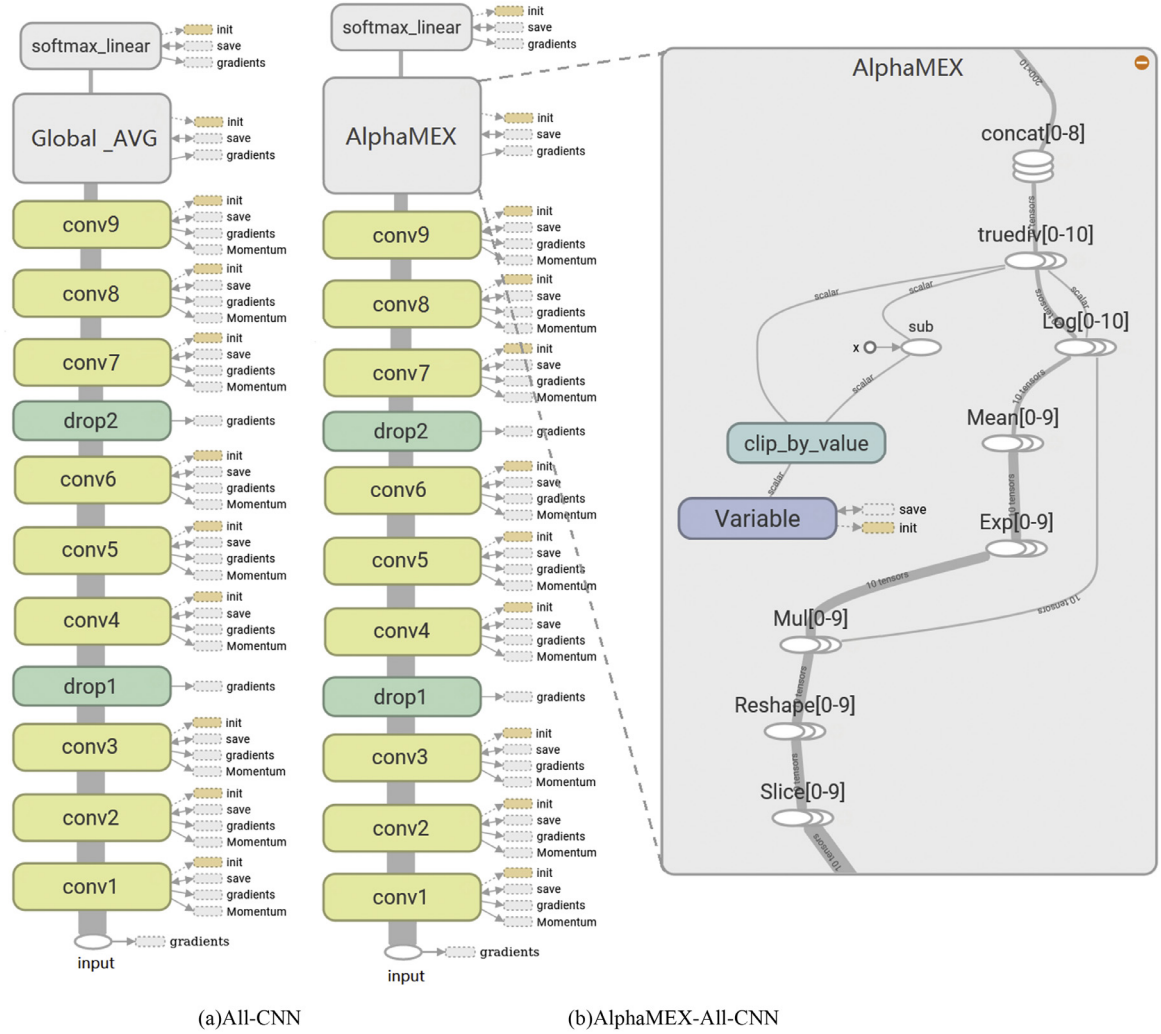 softmax_linear
init
save
gradients
Global _AVG
init
save
gradients
conv9
init
save
gradients
Momentum
conv8
init
save
gradients
Momentum
conv7
init
save
gradients
Momentum
drop2
gradients
conv6
init
save
gradients
Momentum
conv5
init
save
gradients
Momentum
conv4
init
save
gradients
Momentum
drop1
gradients
conv3
init
save
gradients
Momentum
conv2
init
save
gradients
Momentum
conv1
init
save
gradients
Momentum
gradients
input
(a)All-CNN
softmax_linear
init
save
gradients
AlphaMEX
init
save
gradients
conv9
init
save
gradients
Momentum
conv8
init
save
gradients
Momentum
conv7
init
save
gradients
Momentum
drop2
gradients
conv6
init
save
gradients
Momentum
conv5
init
save
gradients
Momentum
conv4
init
save
gradients
Momentum
drop1
gradients
conv3
init
save
gradients
Momentum
conv2
init
save
gradients
Momentum
conv1
init
save
gradients
Momentum
gradients
input
(b)AlphaMEX-All-CNN
AlphaMEX
200×10
concat[0-8]
tensors
truediv[0-10]
scalar
scalar
tensors
scalar
Log[0-10]
sub
x
scalar
10 tensors
Mean[0-9]
clip_by_value
scalar
10 tensors
Variable
save
init
Exp[0-9]
10 tensors
10 tensors
Mul[0-9]
tensors
Reshape[0-9]
tensors
Slice[0-9]
10 tensors